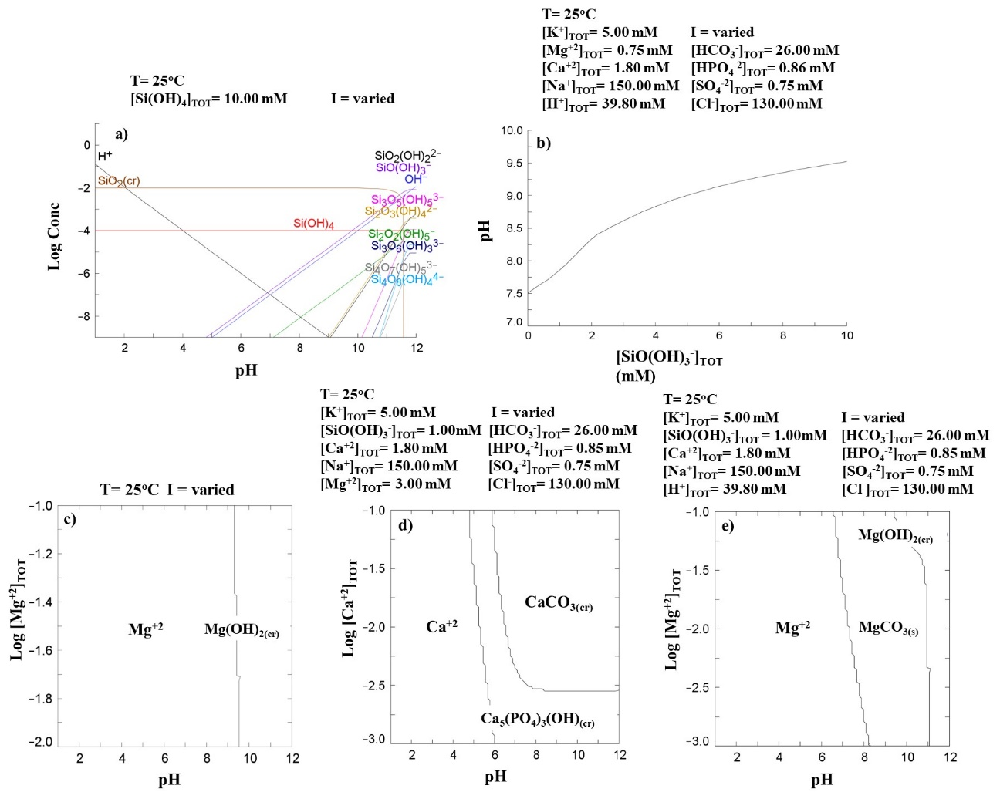 T= 25°C
[Si(OH)₄]TOT= 10.00 mM I = varied
a)
Log Conc
0
−2
−4
−6
−8
H⁺
SiO₂(cr)
Si(OH)₄
SiO₂(OH)₂²⁻
SiO(OH)₃⁻
OH⁻
Si₃O₅(OH)₅³⁻
Si₂O₃(OH)₄²⁻
Si₂O₂(OH)₅⁻
Si₃O₆(OH)₃³⁻
Si₄O₇(OH)₅³⁻
Si₄O₈(OH)₄⁴⁻
2 4 6 8 10 12
pH
T= 25°C
[K⁺]TOT= 5.00 mM I = varied
[Mg⁺²]TOT= 0.75 mM [HCO₃⁻]TOT= 26.00 mM
[Ca⁺²]TOT= 1.80 mM [HPO₄⁻²]TOT= 0.86 mM
[Na⁺]TOT= 150.00 mM [SO₄⁻²]TOT= 0.75 mM
[H⁺]TOT= 39.80 mM [Cl⁻]TOT= 130.00 mM
b)
pH
10.0
9.5
9.0
8.5
8.0
7.5
7.0
0 2 4 6 8 10
[SiO(OH)₃⁻]TOT
(mM)
T= 25°C I = varied
c)
Log [Mg⁺²]TOT
−1.0
−1.2
−1.4
−1.6
−1.8
−2.0
Mg⁺² Mg(OH)₂(cr)
2 4 6 8 10 12
pH
T= 25°C
[K⁺]TOT= 5.00 mM I = varied
[SiO(OH)₃⁻]TOT= 1.00mM [HCO₃⁻]TOT= 26.00 mM
[Ca⁺²]TOT= 1.80 mM [HPO₄⁻²]TOT= 0.85 mM
[Na⁺]TOT= 150.00 mM [SO₄⁻²]TOT= 0.75 mM
[Mg⁺²]TOT= 3.00 mM [Cl⁻]TOT= 130.00 mM
d)
Log [Ca⁺²]TOT
−1.0
−1.5
−2.0
−2.5
−3.0
CaCO₃(cr)
Ca⁺²
Ca₅(PO₄)₃(OH)(cr)
2 4 6 8 10 12
pH
T= 25°C
[K⁺]TOT= 5.00 mM I = varied
[SiO(OH)₃⁻]TOT= 1.00mM [HCO₃⁻]TOT= 26.00 mM
[Ca⁺²]TOT= 1.80 mM [HPO₄⁻²]TOT= 0.85 mM
[Na⁺]TOT= 150.00 mM [SO₄⁻²]TOT= 0.75 mM
[H⁺]TOT= 39.80 mM [Cl⁻]TOT= 130.00 mM
e)
Log [Mg⁺²]TOT
−1.0
−1.5
−2.0
−2.5
−3.0
Mg(OH)₂(cr)
Mg⁺² MgCO₃(s)
2 4 6 8 10 12
pH